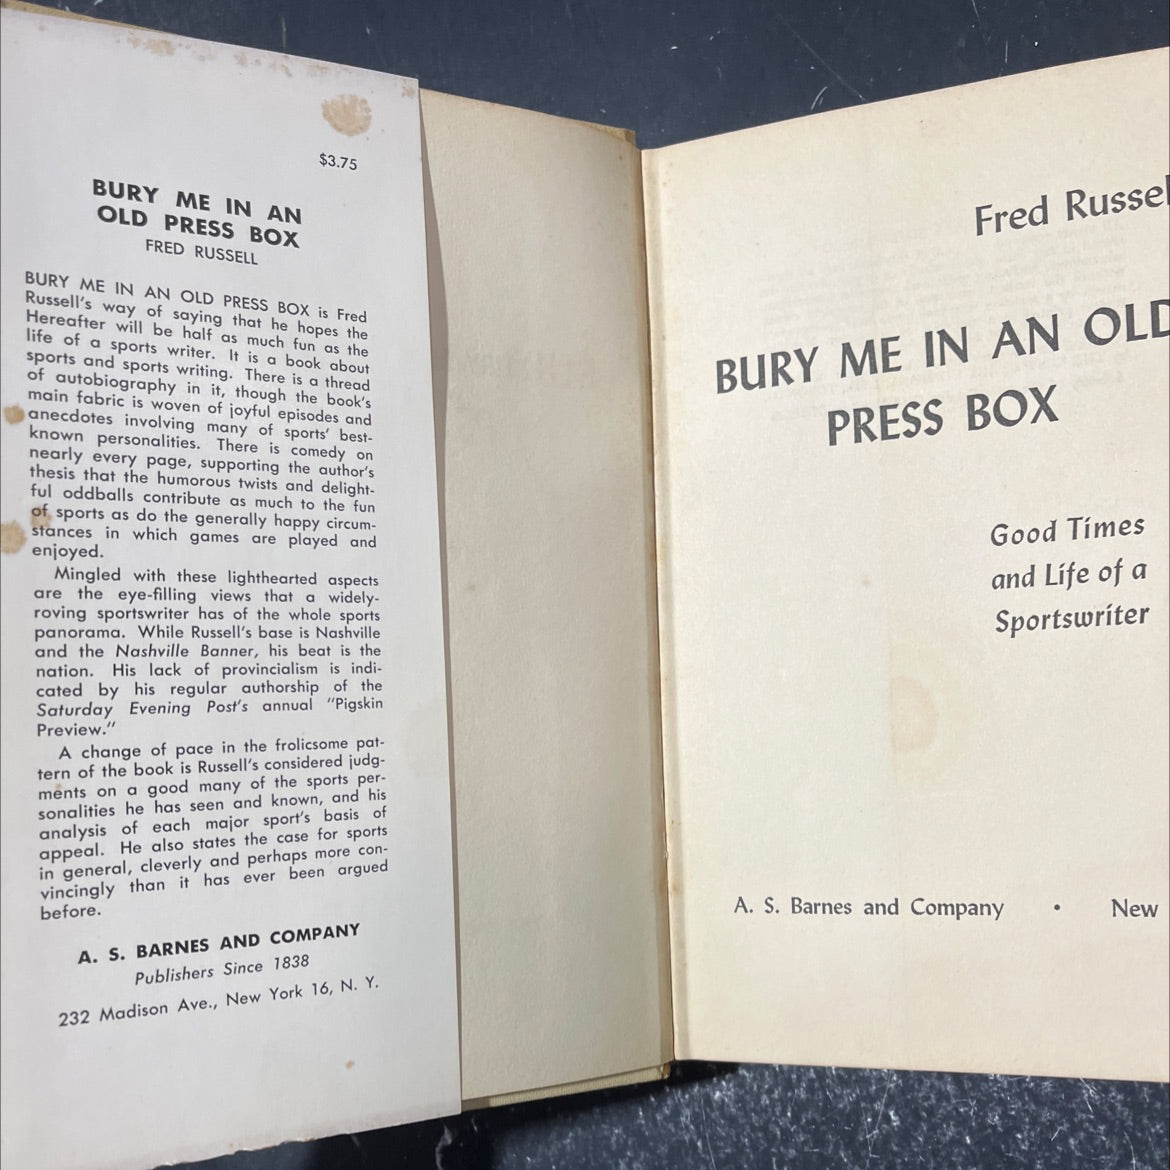 $3.75
BURY ME IN AN
OLD PRESS BOX
FRED RUSSELL
BURY ME IN AN OLD PRESS BOX is Fred
Russell's way of saying that he hopes the
Hereafter will be half as much fun as the
life of a sports writer. It is a book about
sports and sports writing. There is a thread
of autobiography in it, though the book's
main fabric is woven of joyful episodes and
anecdotes involving many of sports' best-
known personalities. There is comedy on
nearly every page, supporting the author's
thesis that the humorous twists and delight-
ful oddballs contribute as much to the fun
of sports as do the generally happy circum-
stances in which games are played and
enjoyed.
Mingled with these lighthearted aspects
are the eye-filling views that a widely-
roving sportswriter has of the whole sports
panorama. While Russell's base is Nashville
and the Nashville Banner, his beat is the
nation. His lack of provincialism is indi-
cated by his regular authorship of the
Saturday Evening Post's annual "Pigskin
Preview."
A change of pace in the frolicsome pat-
tern of the book is Russell's considered judg-
ments on a good many of the sports per-
sonalities he has seen and known, and his
analysis of each major sport's basis of
appeal. He also states the case for sports
in general, cleverly and perhaps more con-
vincingly than it has ever been argued
before.
A. S. BARNES AND COMPANY
Publishers Since 1838
232 Madison Ave., New York 16, N. Y.
Fred Russel
BURY ME IN AN OLD
PRESS BOX
Good Times
and Life of a
Sportswriter
A. S. Barnes and Company • New